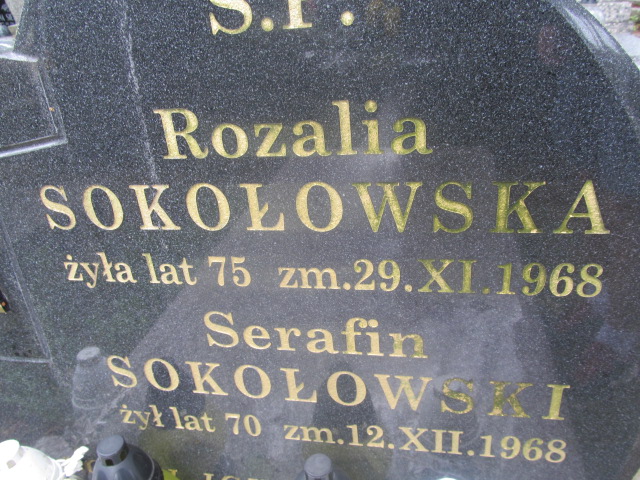 Ś.P.
Rozalia
SOKOŁOWSKA
żyła lat 75 zm.29.XI.1968
Serafin
SOKOŁOWSKI
żył lat 70 zm.12.XII.1968